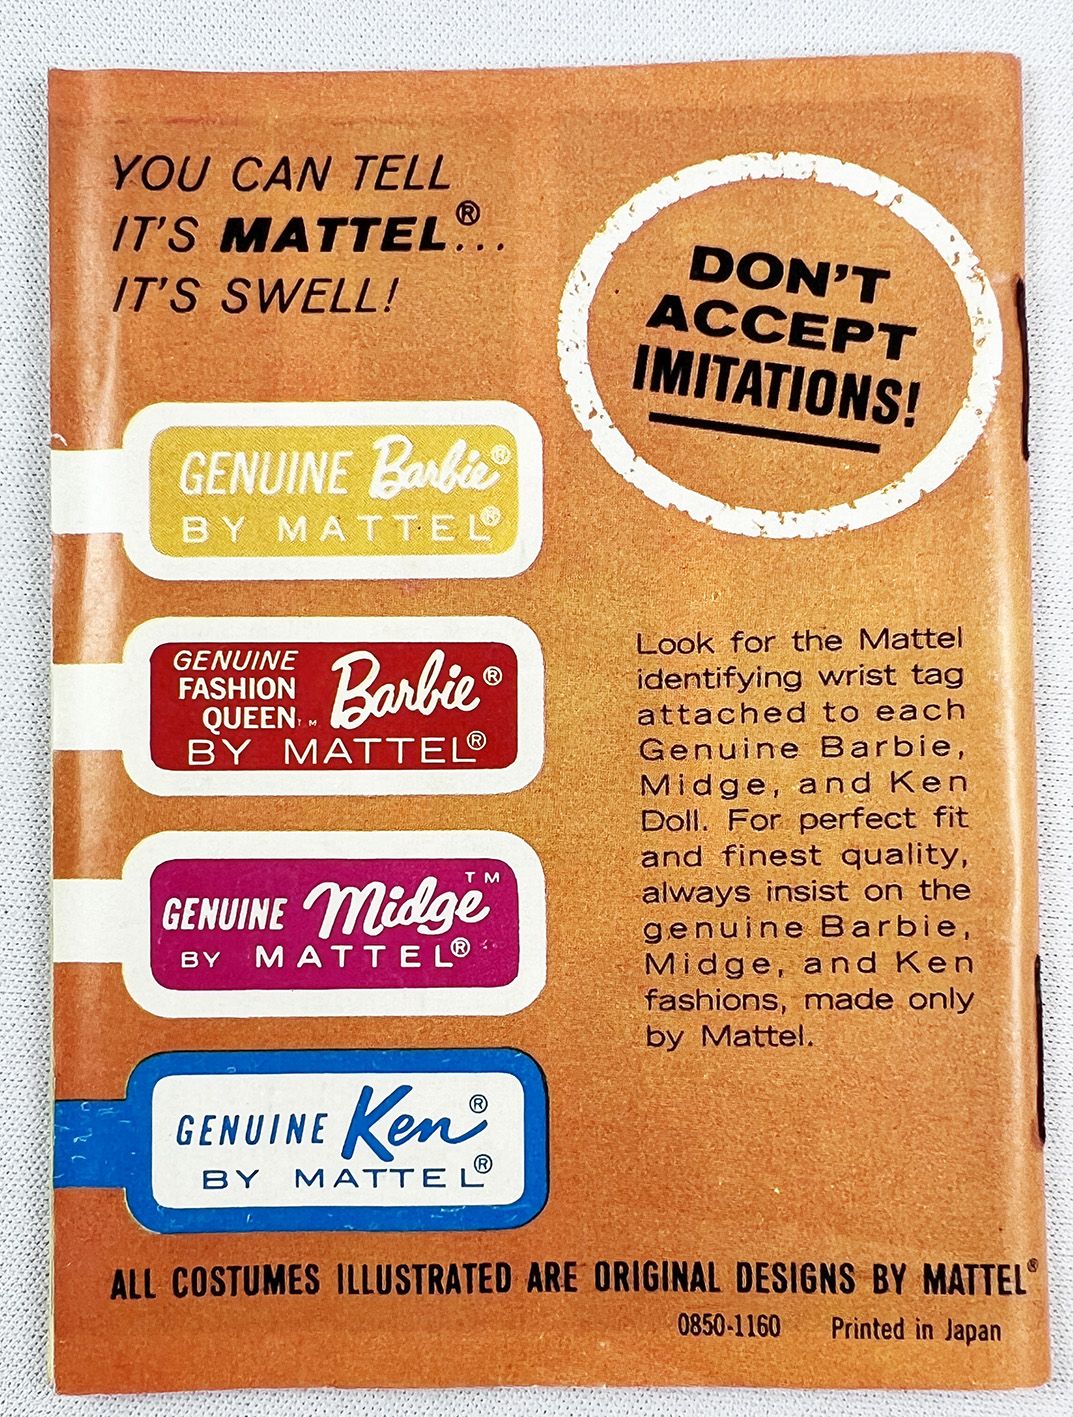 YOU CAN TELL
IT'S MATTEL®...
IT'S SWELL!
DON'T
ACCEPT
IMITATIONS!
GENUINE Barbie®
BY MATTEL®
GENUINE
FASHION
QUEEN™ Barbie®
BY MATTEL®
GENUINE Midge™
BY MATTEL®
GENUINE Ken®
BY MATTEL®
Look for the Mattel
identifying wrist tag
attached to each
Genuine Barbie,
Midge, and Ken
Doll. For perfect fit
and finest quality,
always insist on the
genuine Barbie,
Midge, and Ken
fashions, made only
by Mattel.
ALL COSTUMES ILLUSTRATED ARE ORIGINAL DESIGNS BY MATTEL®
0850-1160 Printed in Japan